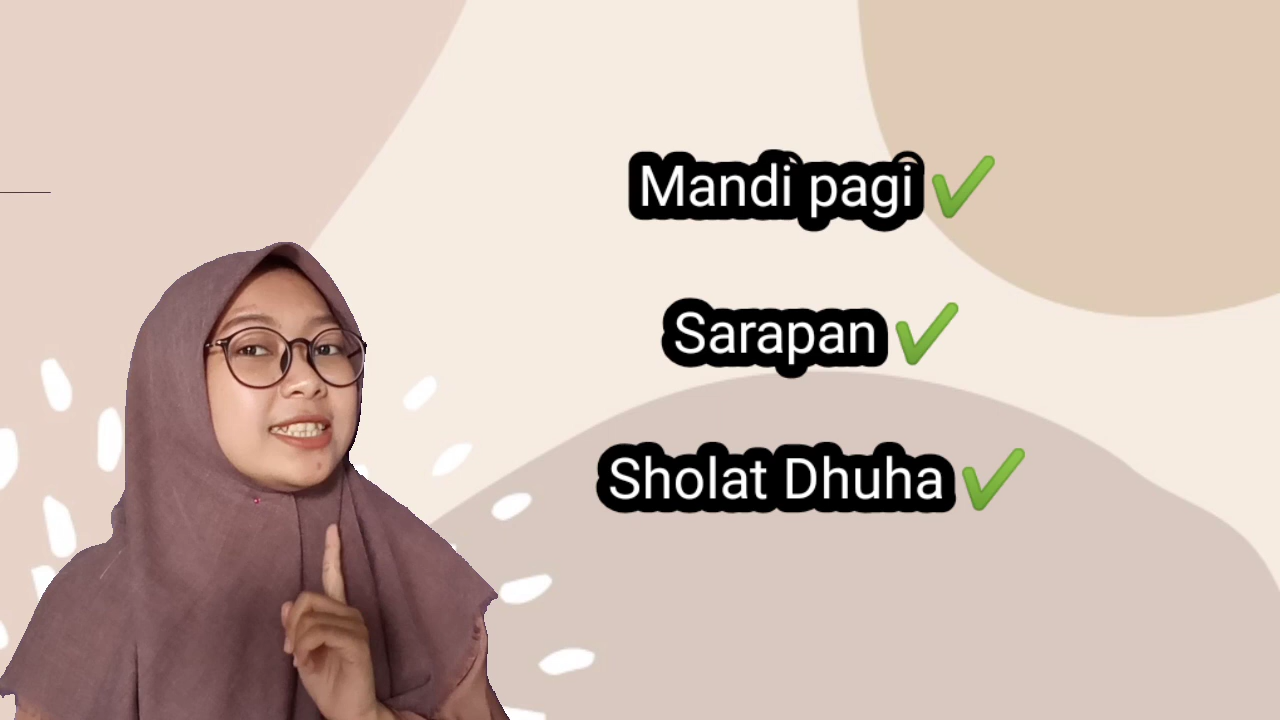 Mandi pagi ✅
Sarapan ✅
Sholat Dhuha ✅